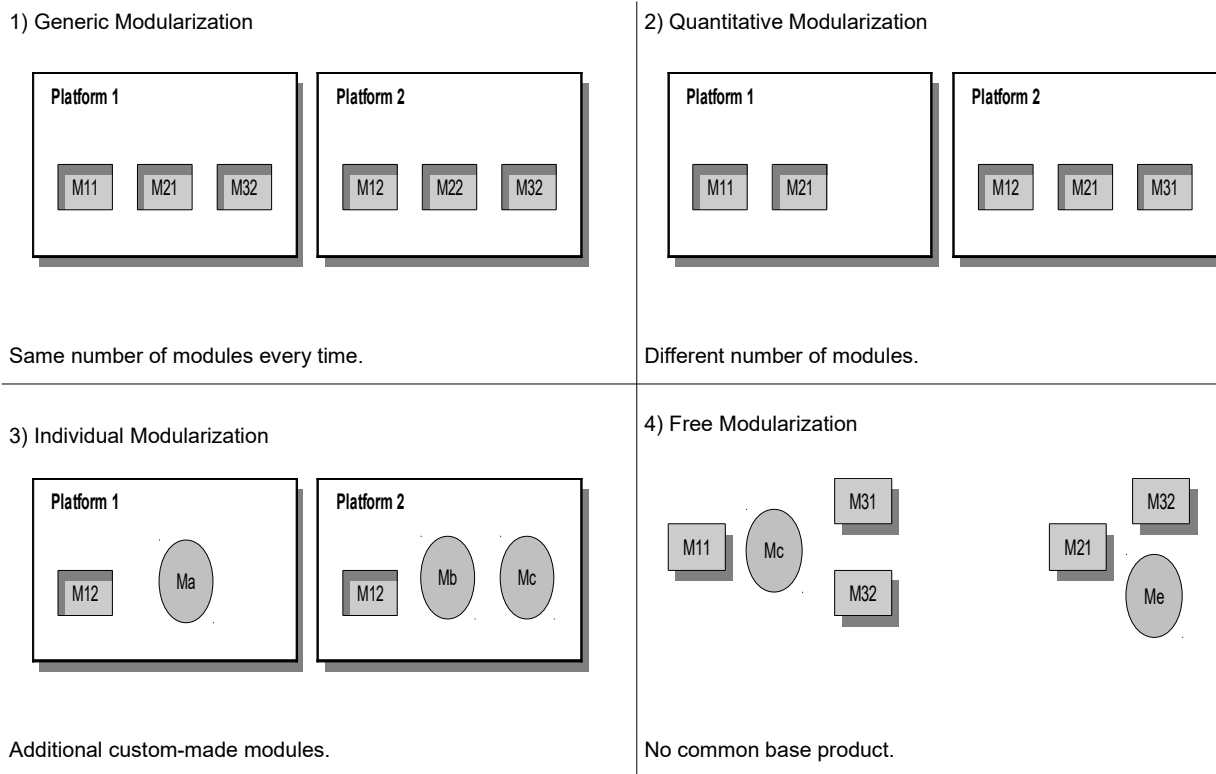 1) Generic Modularization
Platform 1
M11 M21 M32
Platform 2
M12 M22 M32
Same number of modules every time.
2) Quantitative Modularization
Platform 1
M11 M21
Platform 2
M12 M21 M31
Different number of modules.
3) Individual Modularization
Platform 1
M12 Ma
Platform 2
M12 Mb Mc
Additional custom-made modules.
4) Free Modularization
M11 Mc M31
M32
M21 M32
Me
No common base product.